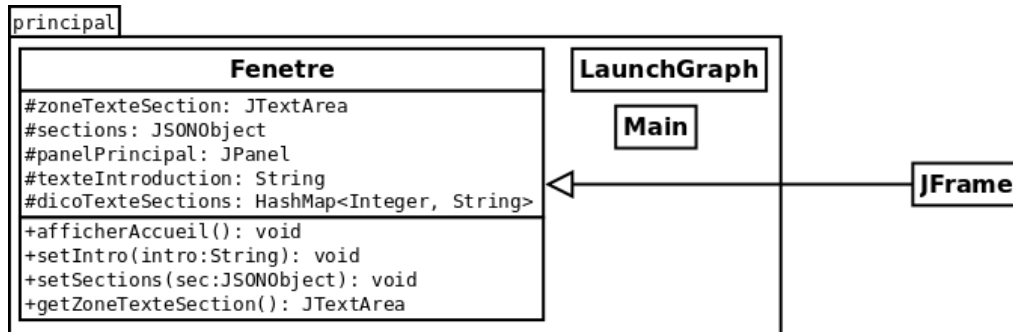 principal
Fenetre
#zoneTexteSection: JTextArea
#sections: JSONObject
#panelPrincipal: JPanel
#texteIntroduction: String
#dicoTexteSections: HashMap<Integer, String>
+afficherAccueil(): void
+setIntro(intro:String): void
+setSections(sec:JSONObject): void
+getZoneTexteSection(): JTextArea
LaunchGraph
Main
JFrame